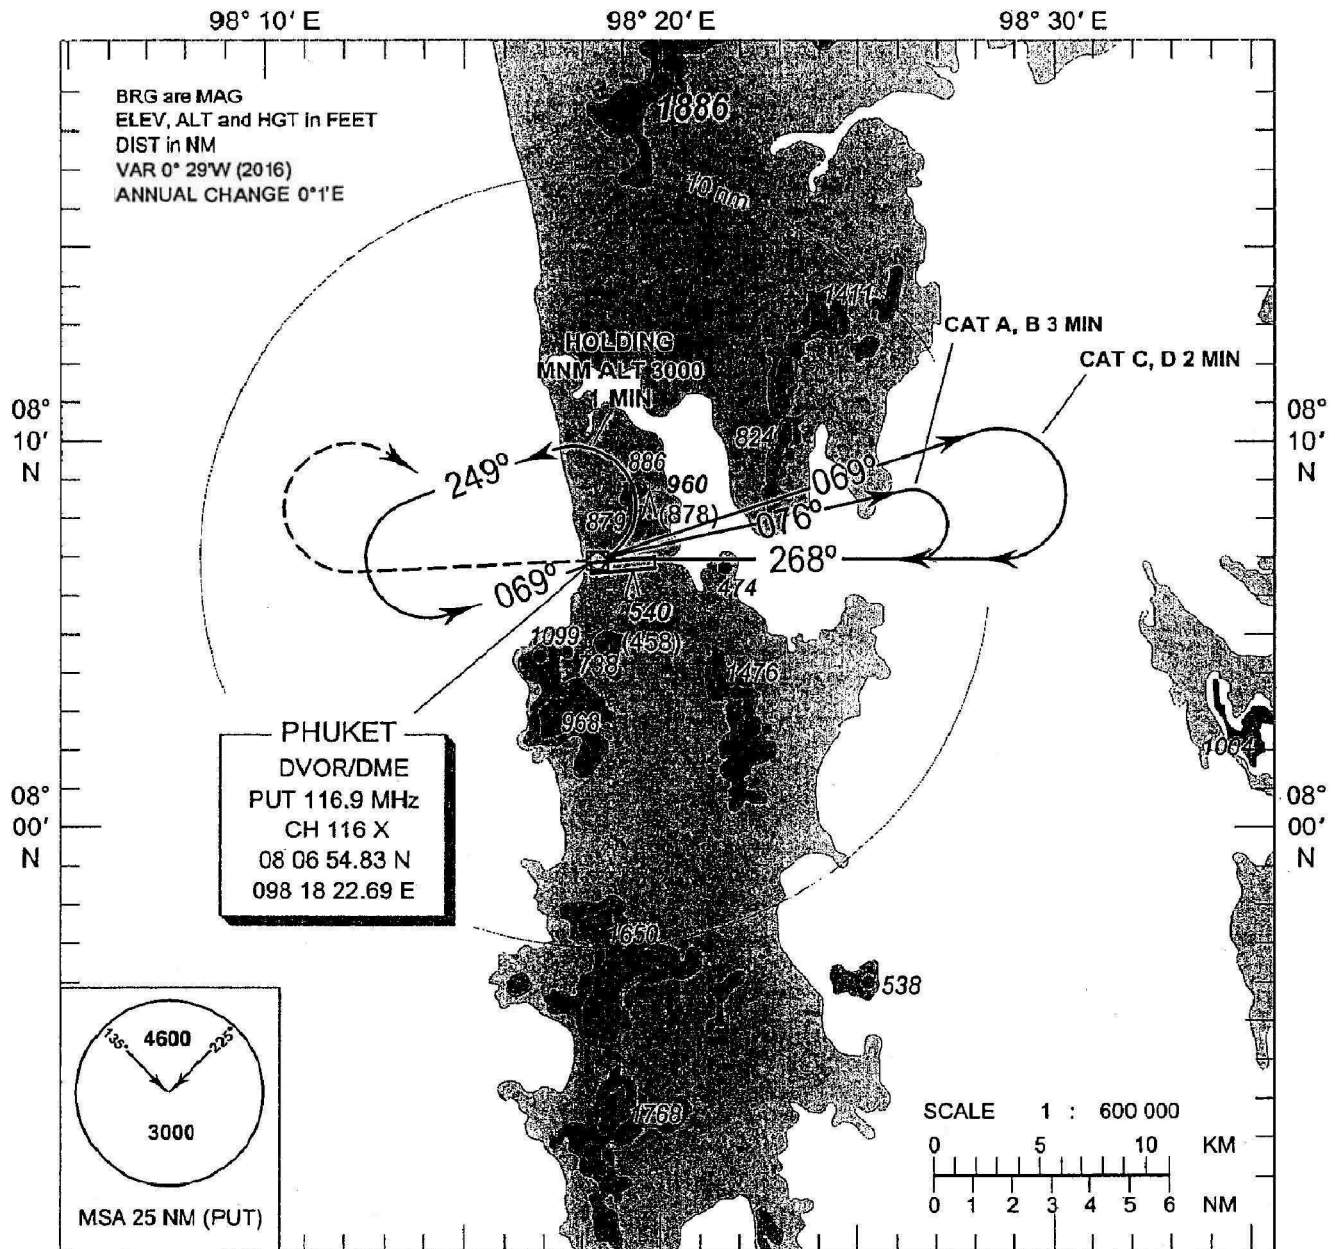 98° 10′ E
98° 20′ E
98° 30′ E
BRG are MAG
ELEV, ALT and HGT in FEET
DIST in NM
VAR 0° 29'W (2016)
ANNUAL CHANGE 0°1'E
1886
10 nm
1411
CAT A, B 3 MIN
CAT C, D 2 MIN
HOLDING
MNM ALT 3000
1 MIN
08°
10′
N
08°
10′
N
824
886
960
(878)
879
249°
069°
076°
268°
069°
474
540
(458)
1099
738
1476
968
PHUKET
DVOR/DME
PUT 116.9 MHz
CH 116 X
08 06 54.83 N
098 18 22.69 E
1004
08°
00′
N
08°
00′
N
1650
538
135°
4600
225°
3000
MSA 25 NM (PUT)
1768
SCALE 1 : 600 000
0 5 10 KM
0 1 2 3 4 5 6 NM